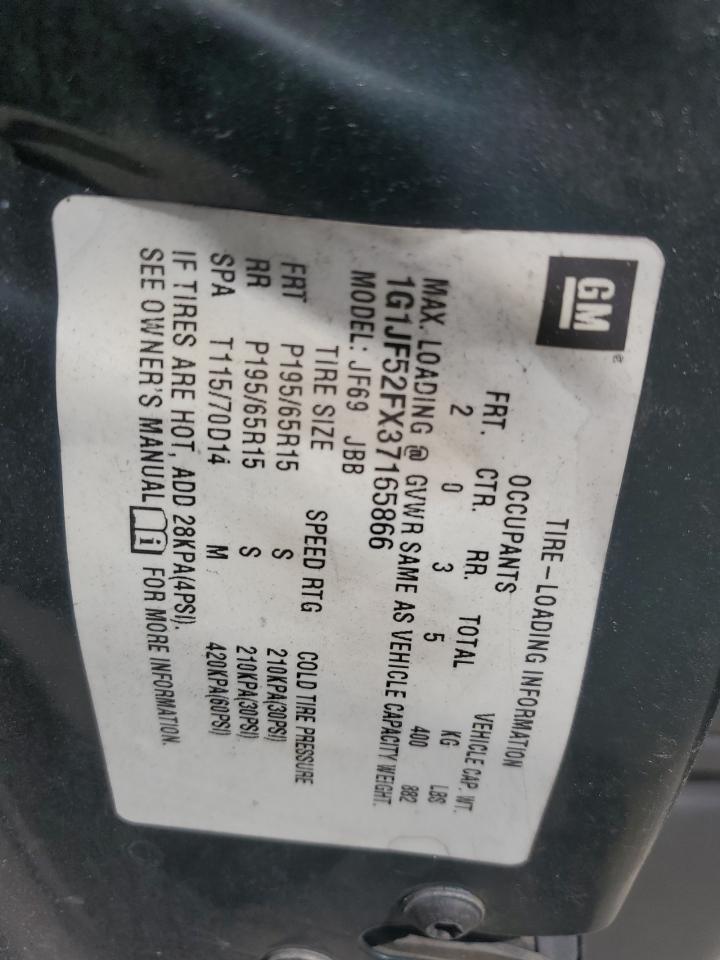 GM®
TIRE-LOADING INFORMATION
OCCUPANTS VEHICLE CAP. WT.
FRT. CTR. RR. TOTAL KG LBS
2 0 3 5 400 882
MAX. LOADING @ GVWR SAME AS VEHICLE CAPACITY WEIGHT.
1G1JF52FX37165866
MODEL: JF69 JBB
TIRE SIZE SPEED RTG COLD TIRE PRESSURE
FRT P195/65R15 S 210KPA(30PSI)
RR P195/65R15 S 210KPA(30PSI)
SPA T115/70D14 M 420KPA(60PSI)
IF TIRES ARE HOT, ADD 28KPA(4PSI).
SEE OWNER'S MANUAL i FOR MORE INFORMATION.